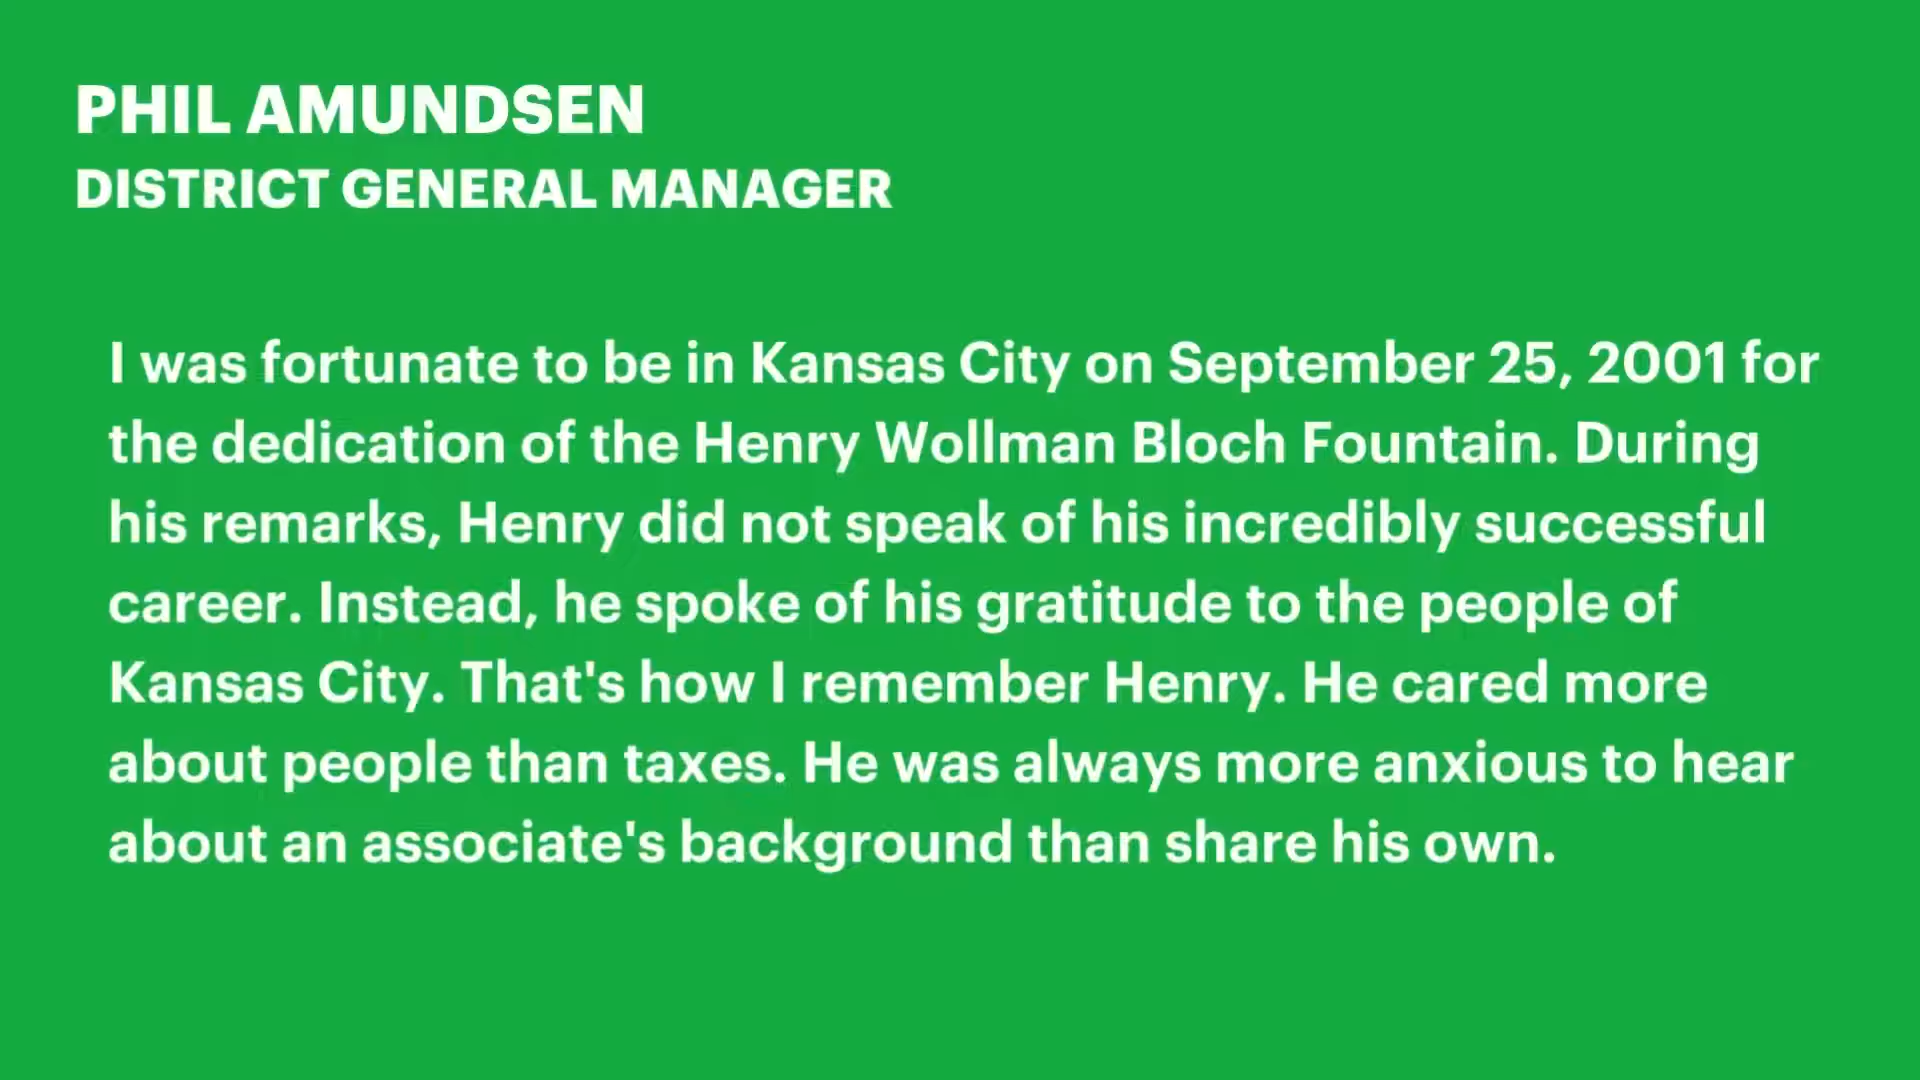 PHIL AMUNDSEN
DISTRICT GENERAL MANAGER
I was fortunate to be in Kansas City on September 25, 2001 for
the dedication of the Henry Wollman Bloch Fountain. During
his remarks, Henry did not speak of his incredibly successful
career. Instead, he spoke of his gratitude to the people of
Kansas City. That's how I remember Henry. He cared more
about people than taxes. He was always more anxious to hear
about an associate's background than share his own.